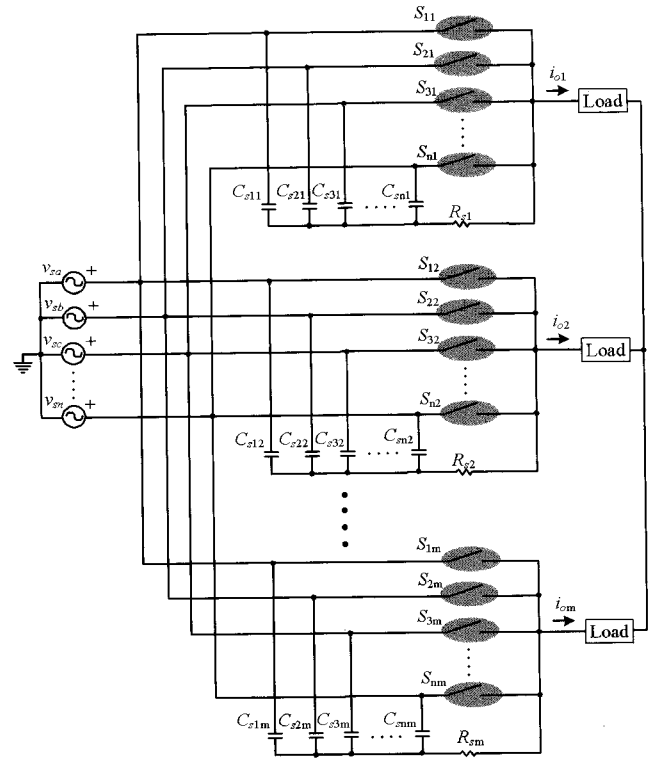 S11
S21
io1
S31
Load
Sn1
Cs11 Cs21 Cs31 ..... Csn1
Rs1
vsa +
S12
vsb +
S22
vsc +
S32
io2
Load
vsn +
Sn2
Cs12 Cs22 Cs32 ..... Csn2
Rs2
S1m
S2m
iom
S3m
Load
Snm
Cs1m Cs2m Cs3m ..... Csnm
Rsm